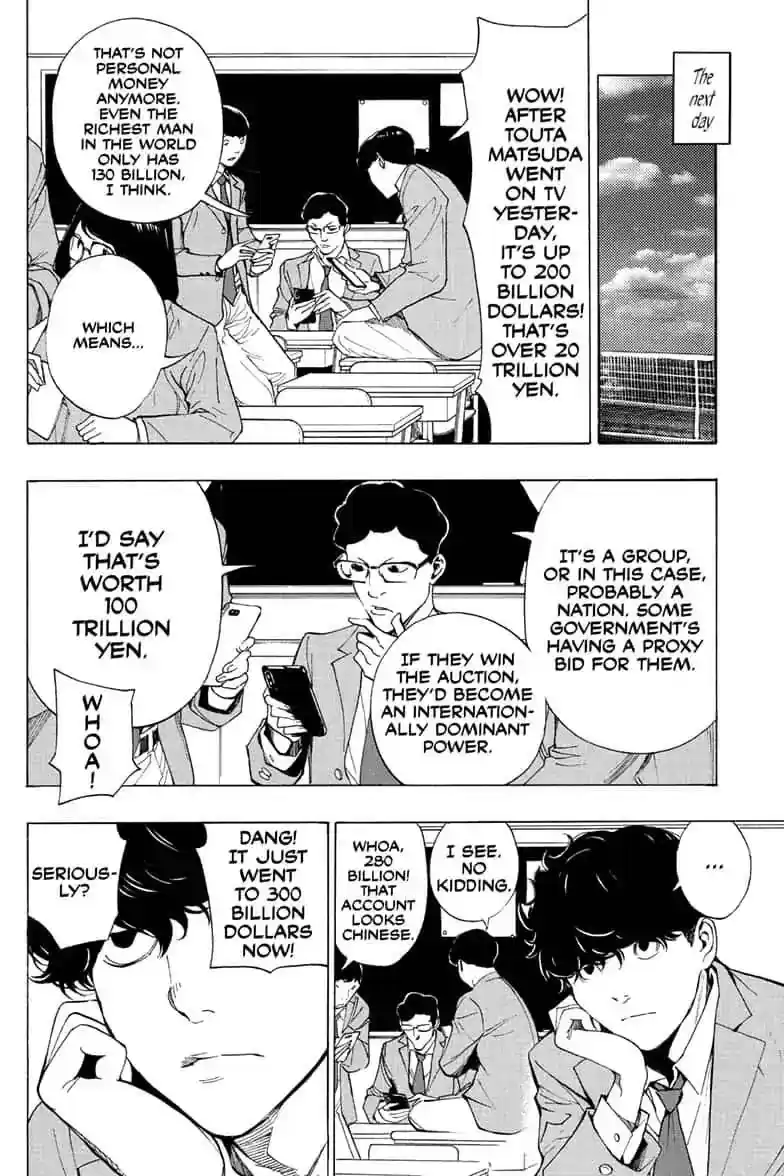 The
next
day
WOW!
AFTER
TOUTA
MATSUDA
WENT
ON TV
YESTER-
DAY,
IT'S UP
TO 200
BILLION
DOLLARS!
THAT'S
OVER 20
TRILLION
YEN.
THAT'S NOT
PERSONAL
MONEY
ANYMORE.
EVEN THE
RICHEST MAN
IN THE WORLD
ONLY HAS
130 BILLION,
I THINK.
WHICH
MEANS...
IT'S A GROUP,
OR IN THIS CASE,
PROBABLY A
NATION. SOME
GOVERNMENT'S
HAVING A PROXY
BID FOR THEM.
IF THEY WIN
THE AUCTION,
THEY'D BECOME
AN INTERNATION-
ALLY DOMINANT
POWER.
I'D SAY
THAT'S
WORTH
100
TRILLION
YEN.
WHOA!
...
I SEE.
NO
KIDDING.
WHOA,
280
BILLION!
THAT
ACCOUNT
LOOKS
CHINESE.
DANG!
IT JUST
WENT
TO 300
BILLION
DOLLARS
NOW!
SERIOUS-
LY?